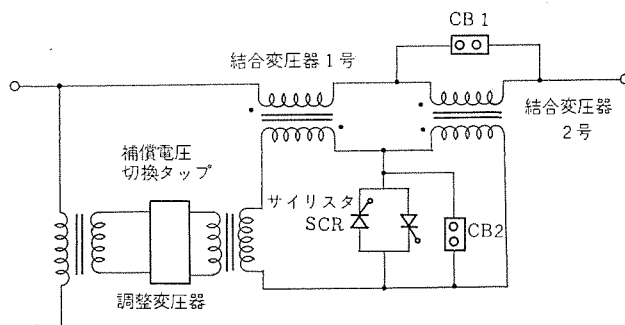 CB 1
結合変圧器1号
結合変圧器
2号
補償電圧
切換タップ
サイリスタ
SCR
CB2
調整変圧器